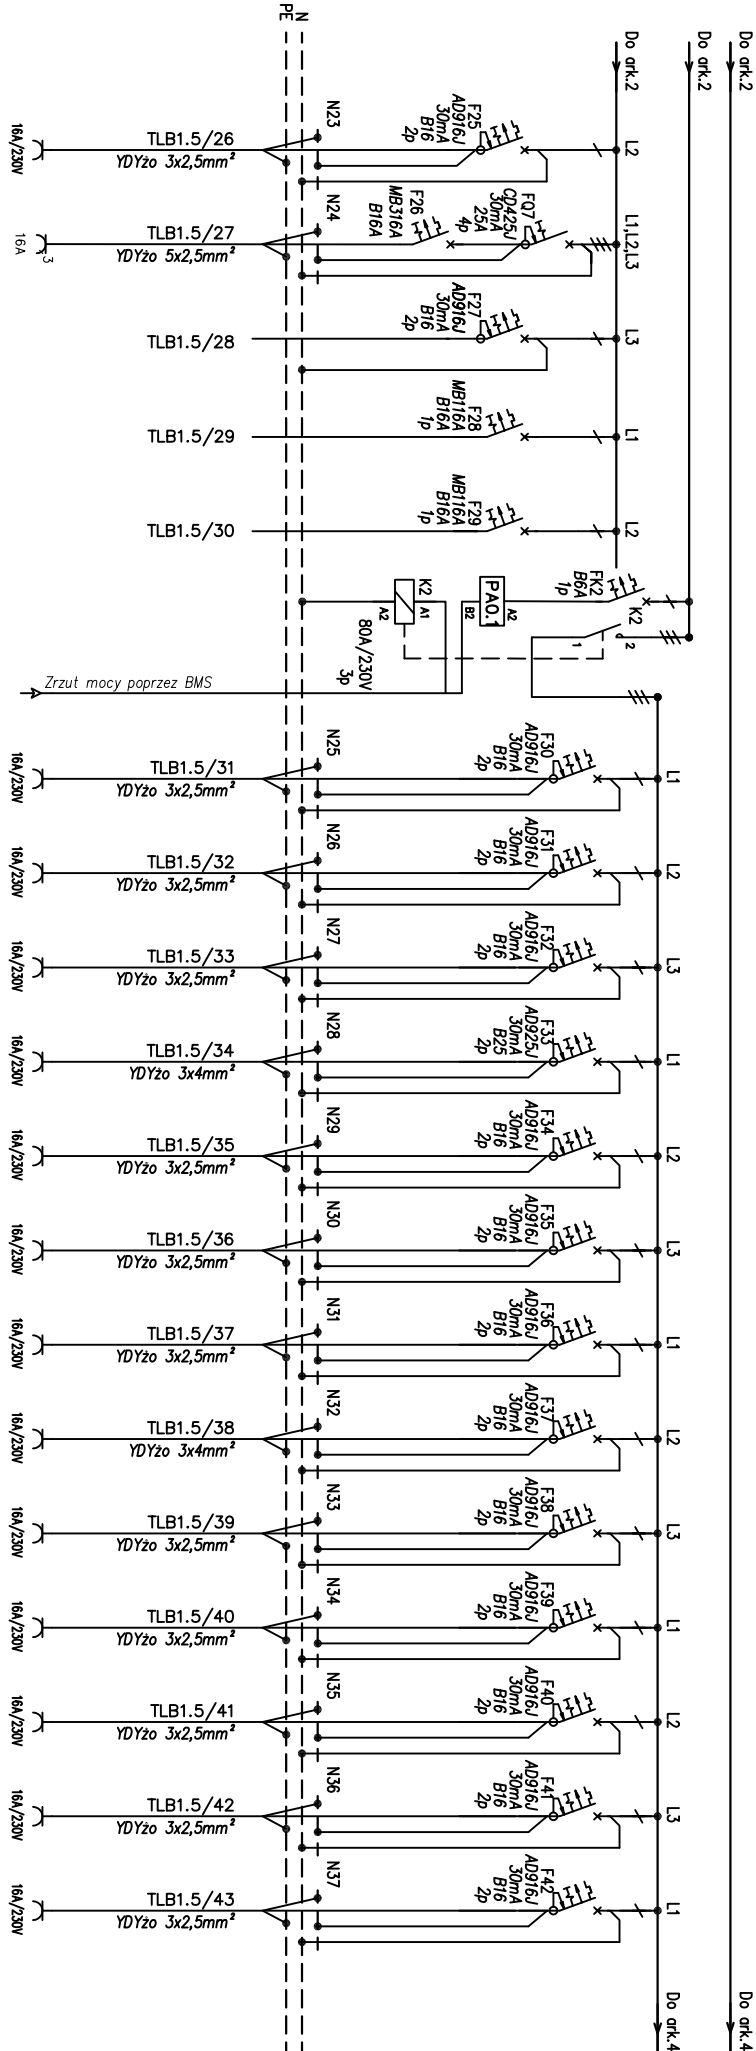 Do ark.2
Do ark.2
Do ark.2
N
PE
F25
AD916J
30mA
B16
2p
L2
N23
TLB1.5/26
YDYżo 3x2,5mm²
16A/230V
L1,L2,L3
FQ7
CD425J
30mA
25A
4p
F26
MB316A
B16A
N24
TLB1.5/27
YDYżo 5x2,5mm²
3
16A
L3
F27
AD916J
30mA
B16
2p
TLB1.5/28
L1
F28
MB116A
B16A
1p
TLB1.5/29
L2
F29
MB116A
B16A
1p
TLB1.5/30
FK2
B6A
1p
K2
1
2
PA0.1
A2
B2
K2
A1
A2
80A/230V
3p
Zrzut mocy poprzez BMS
L1
F30
AD916J
30mA
B16
2p
N25
TLB1.5/31
YDYżo 3x2,5mm²
16A/230V
L2
F31
AD916J
30mA
B16
2p
N26
TLB1.5/32
YDYżo 3x2,5mm²
16A/230V
L3
F32
AD916J
30mA
B16
2p
N27
TLB1.5/33
YDYżo 3x2,5mm²
16A/230V
L1
F33
AD925J
30mA
B25
2p
N28
TLB1.5/34
YDYżo 3x4mm²
16A/230V
L2
F34
AD916J
30mA
B16
2p
N29
TLB1.5/35
YDYżo 3x2,5mm²
16A/230V
L3
F35
AD916J
30mA
B16
2p
N30
TLB1.5/36
YDYżo 3x2,5mm²
16A/230V
L1
F36
AD916J
30mA
B16
2p
N31
TLB1.5/37
YDYżo 3x2,5mm²
16A/230V
L2
F37
AD916J
30mA
B16
2p
N32
TLB1.5/38
YDYżo 3x4mm²
16A/230V
L3
F38
AD916J
30mA
B16
2p
N33
TLB1.5/39
YDYżo 3x2,5mm²
16A/230V
L1
F39
AD916J
30mA
B16
2p
N34
TLB1.5/40
YDYżo 3x2,5mm²
16A/230V
L2
F40
AD916J
30mA
B16
2p
N35
TLB1.5/41
YDYżo 3x2,5mm²
16A/230V
L3
F41
AD916J
30mA
B16
2p
N36
TLB1.5/42
YDYżo 3x2,5mm²
16A/230V
L1
F42
AD916J
30mA
B16
2p
N37
TLB1.5/43
YDYżo 3x2,5mm²
16A/230V
Do ark.4
Do ark.4